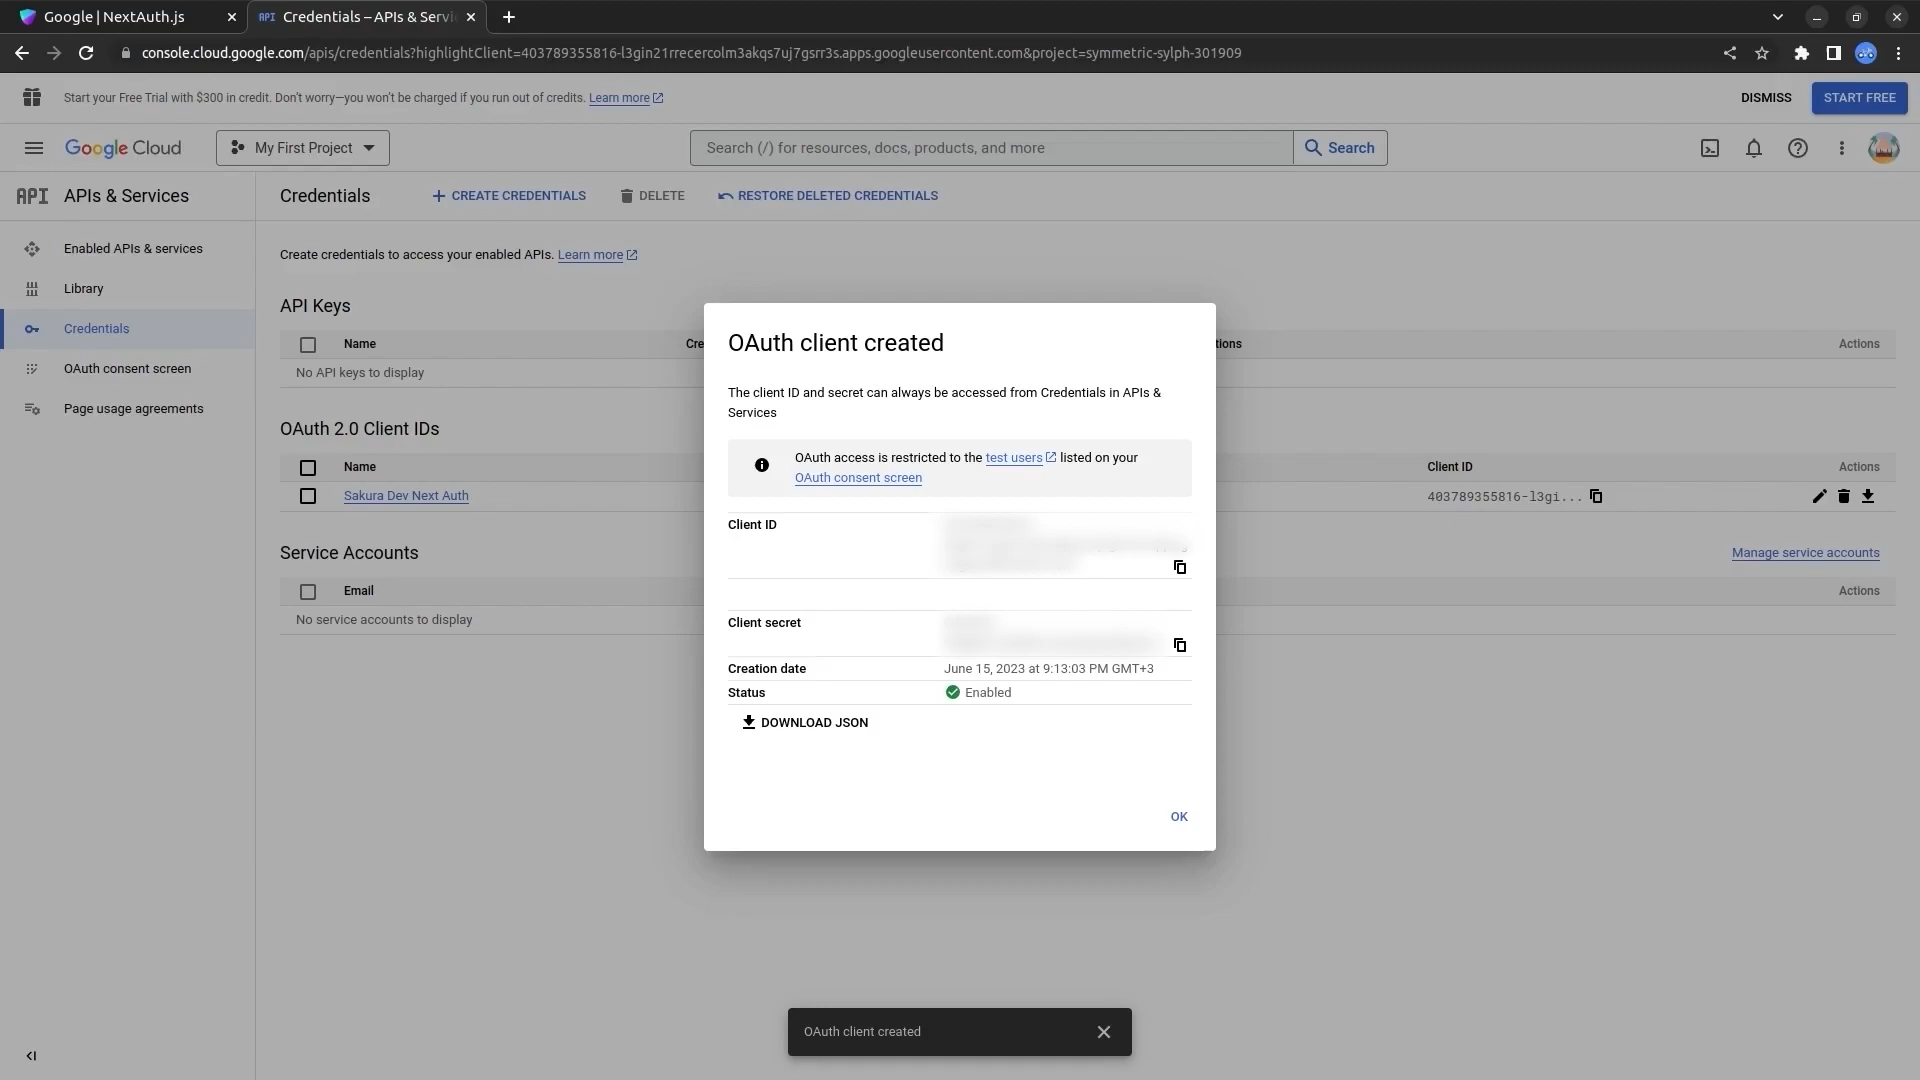 Google | NextAuth.js
API Credentials – APIs & Servi
console.cloud.google.com/apis/credentials?highlightClient=403789355816-l3gin21rrecercolm3akqs7uj7gsrr3s.apps.googleusercontent.com&project=symmetric-sylph-301909
Start your Free Trial with $300 in credit. Don't worry—you won't be charged if you run out of credits. Learn more
DISMISS
START FREE
Google Cloud
My First Project
Search (/) for resources, docs, products, and more
Search
API APIs & Services
Credentials
CREATE CREDENTIALS
DELETE
RESTORE DELETED CREDENTIALS
Enabled APIs & services
Library
Credentials
OAuth consent screen
Page usage agreements
Create credentials to access your enabled APIs. Learn more
API Keys
Name Cre tions Actions
No API keys to display
OAuth 2.0 Client IDs
Name Client ID Actions
Sakura Dev Next Auth 403789355816-l3gi...
Service Accounts
Manage service accounts
Email Actions
No service accounts to display
OAuth client created
The client ID and secret can always be accessed from Credentials in APIs &
Services
OAuth access is restricted to the test users listed on your
OAuth consent screen
Client ID
Client secret
Creation date June 15, 2023 at 9:13:03 PM GMT+3
Status Enabled
DOWNLOAD JSON
OK
OAuth client created